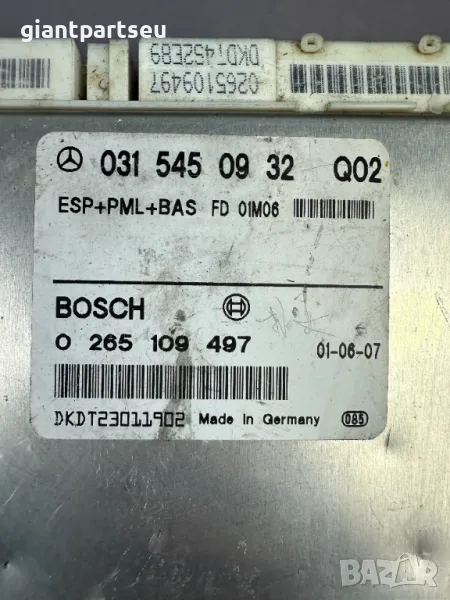 giantpartseu
DKDT452E89
0265109497
031 545 09 32 Q02
ESP+PML+BAS FD 01M06
BOSCH
0 265 109 497 01-06-07
DKDT23011902 Made in Germany 085
BAZAR